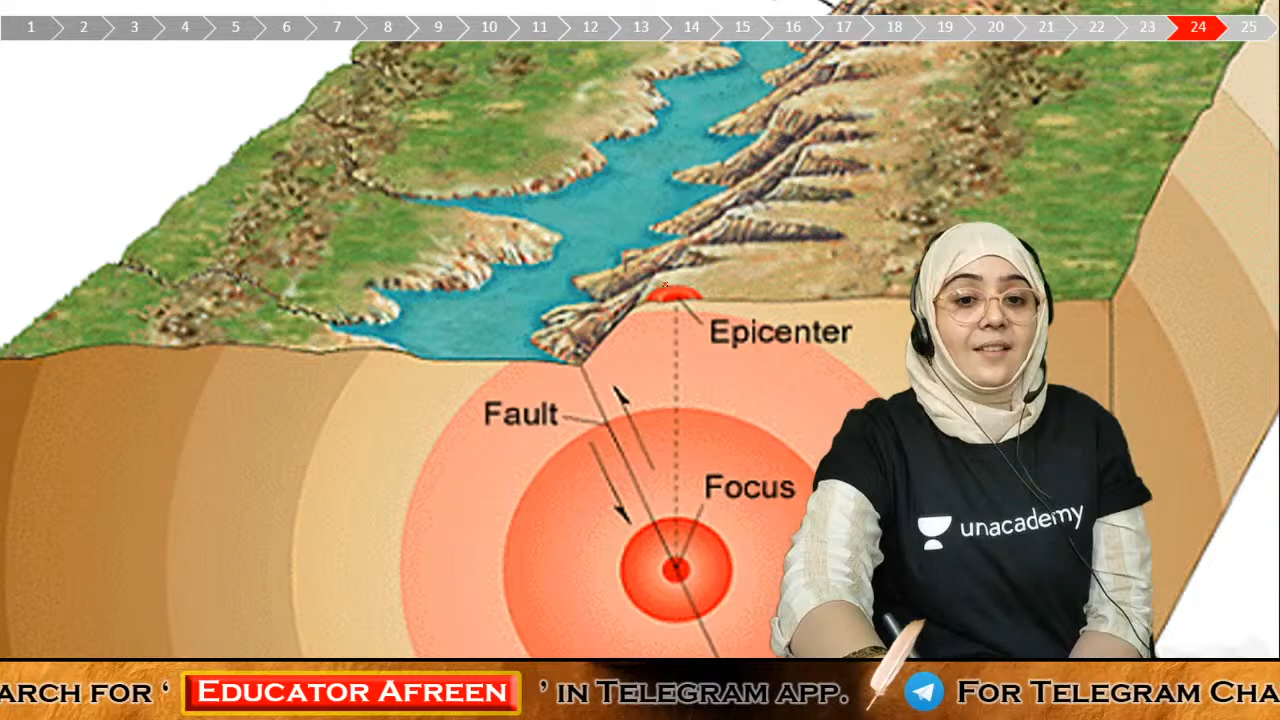 1 2 3 4 5 6 7 8 9 10 11 12 13 14 15 16 17 18 19 20 21 22 23 24 25
Epicenter
Fault
Focus
unacademy
ARCH FOR ‘ EDUCATOR AFREEN ’ IN TELEGRAM APP. FOR TELEGRAM CHA